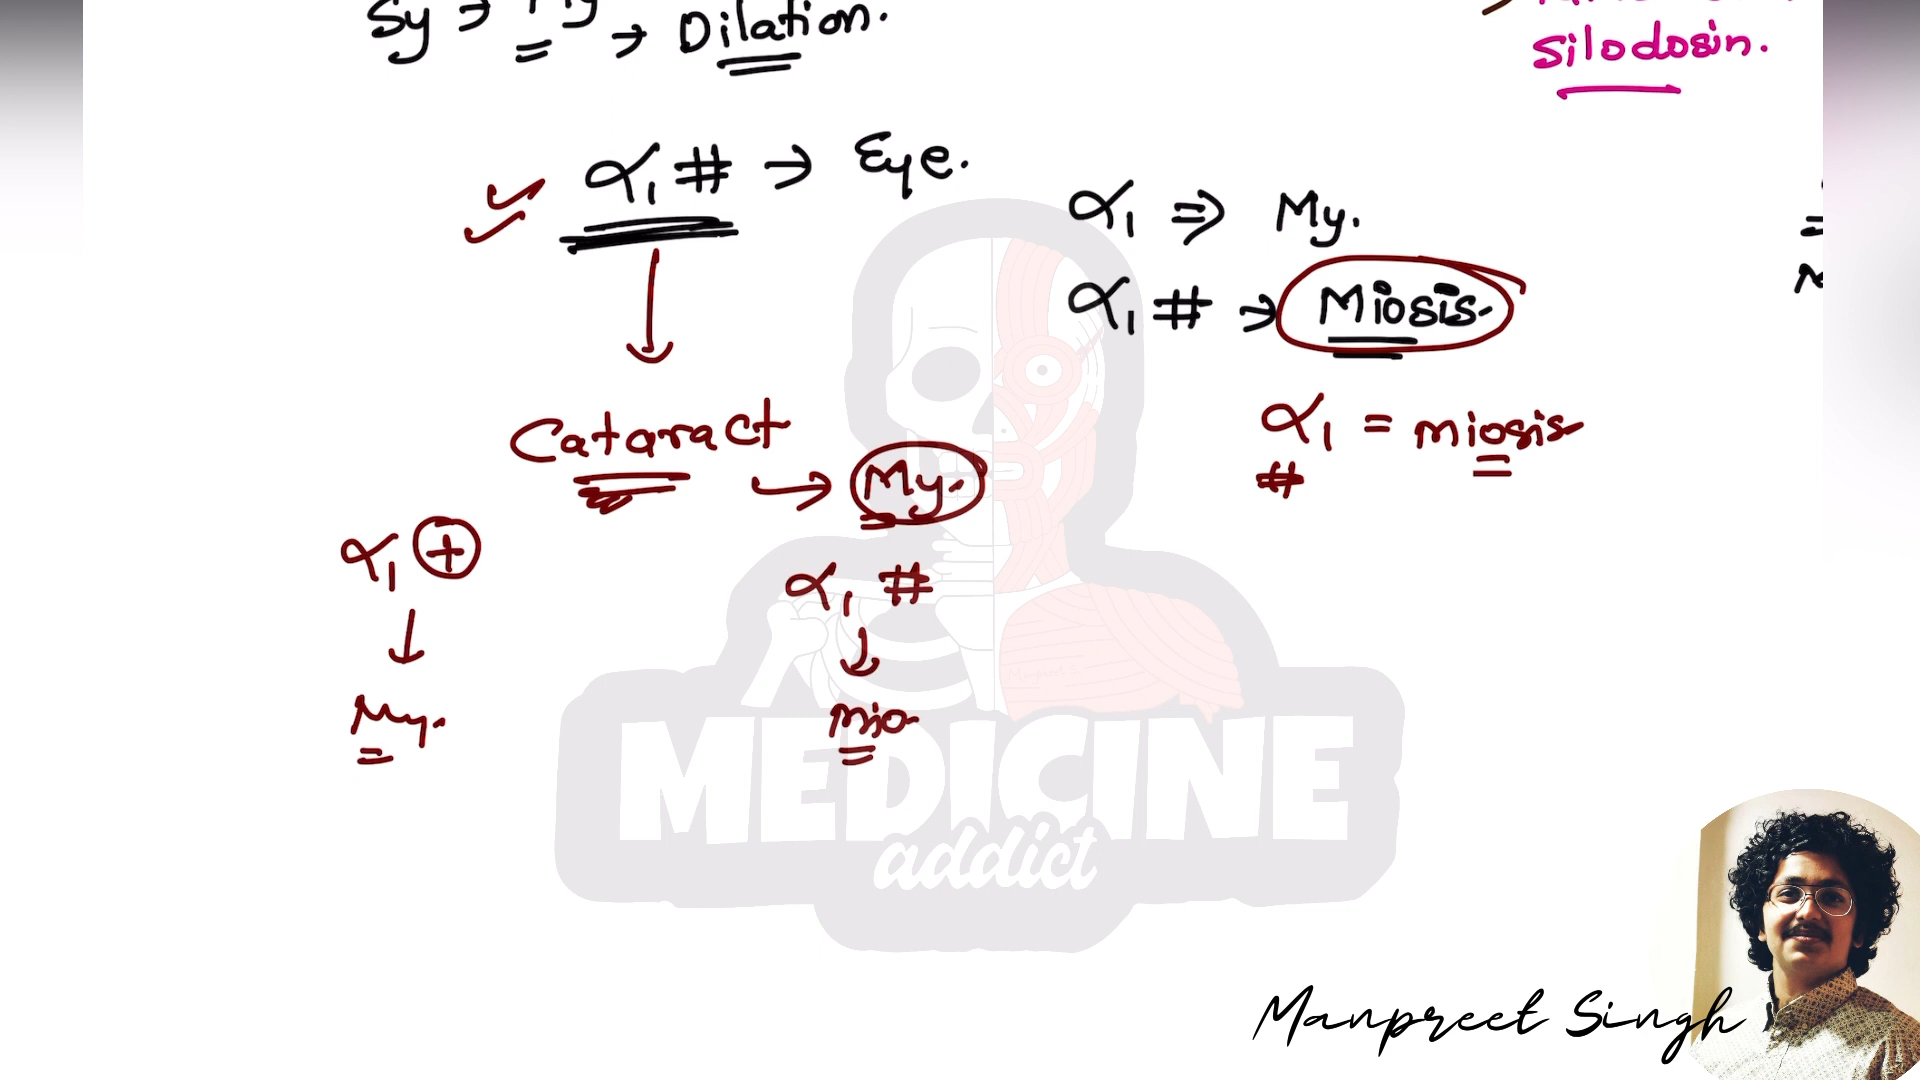 Sy → My
→ Dilation.
Silodosin.
α1 # → Eye.
α1 ⇒ My.
α1 # → Miosis.
Cataract
→ My.
α1 = miosis
#
α1 +
↓
My.
α1 #
↓
Mio.
MEDICINE
addict
Manpreet Singh